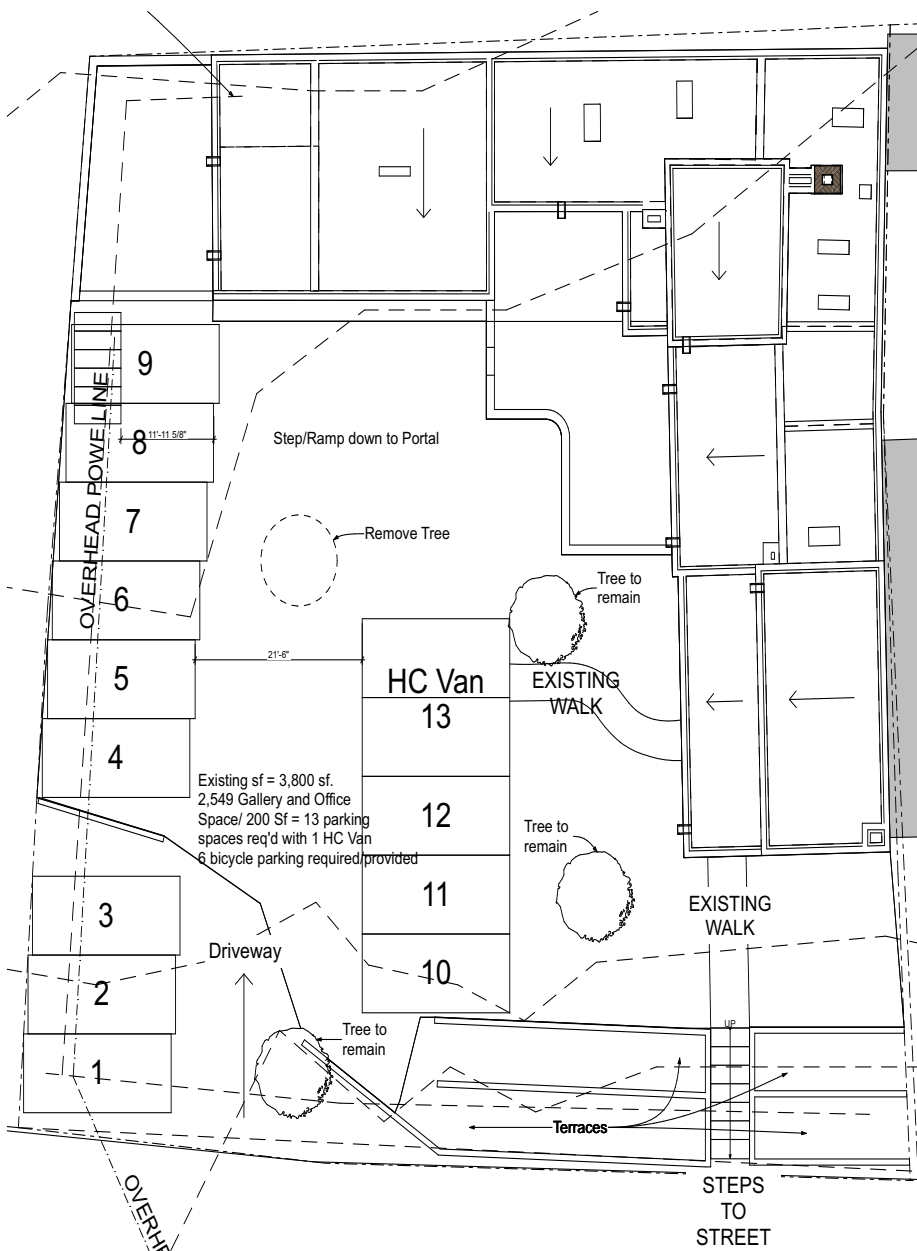 9
OVERHEAD POWE LINE
8
11'-11 5/8"
Step/Ramp down to Portal
7
Remove Tree
6
Tree to
remain
5
21'-6"
HC Van
13
EXISTING
WALK
4
Existing sf = 3,800 sf.
2,549 Gallery and Office
Space/ 200 Sf = 13 parking
spaces req'd with 1 HC Van
6 bicycle parking required/provided
12
Tree to
remain
3
11
EXISTING
WALK
Driveway
2
10
UP
Tree to
remain
1
Terraces
STEPS
TO
STREET